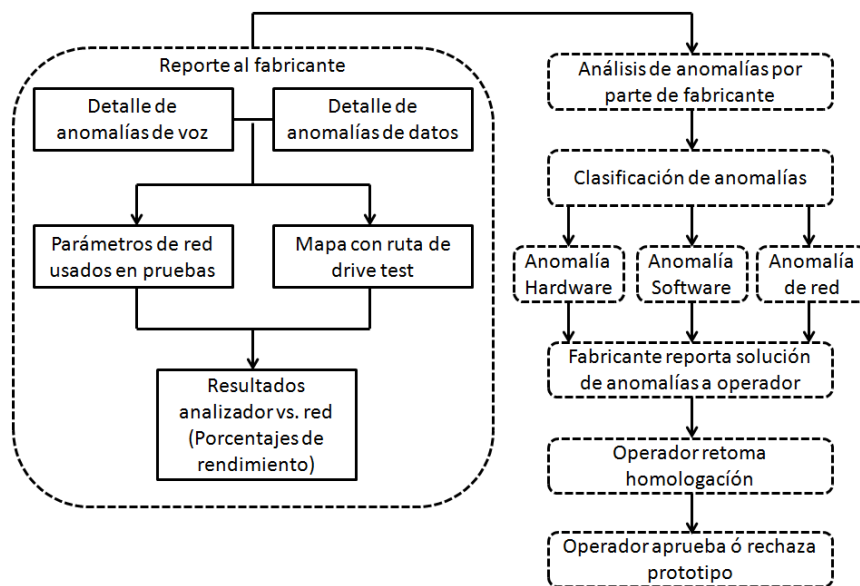 Reporte al fabricante
Detalle de
anomalías de voz
Detalle de
anomalías de datos
Parámetros de red
usados en pruebas
Mapa con ruta de
drive test
Resultados
analizador vs. red
(Porcentajes de
rendimiento)
Análisis de anomalías por
parte de fabricante
Clasificación de anomalías
Anomalía
Hardware
Anomalía
Software
Anomalía
de red
Fabricante reporta solución
de anomalías a operador
Operador retoma
homologación
Operador aprueba ó rechaza
prototipo